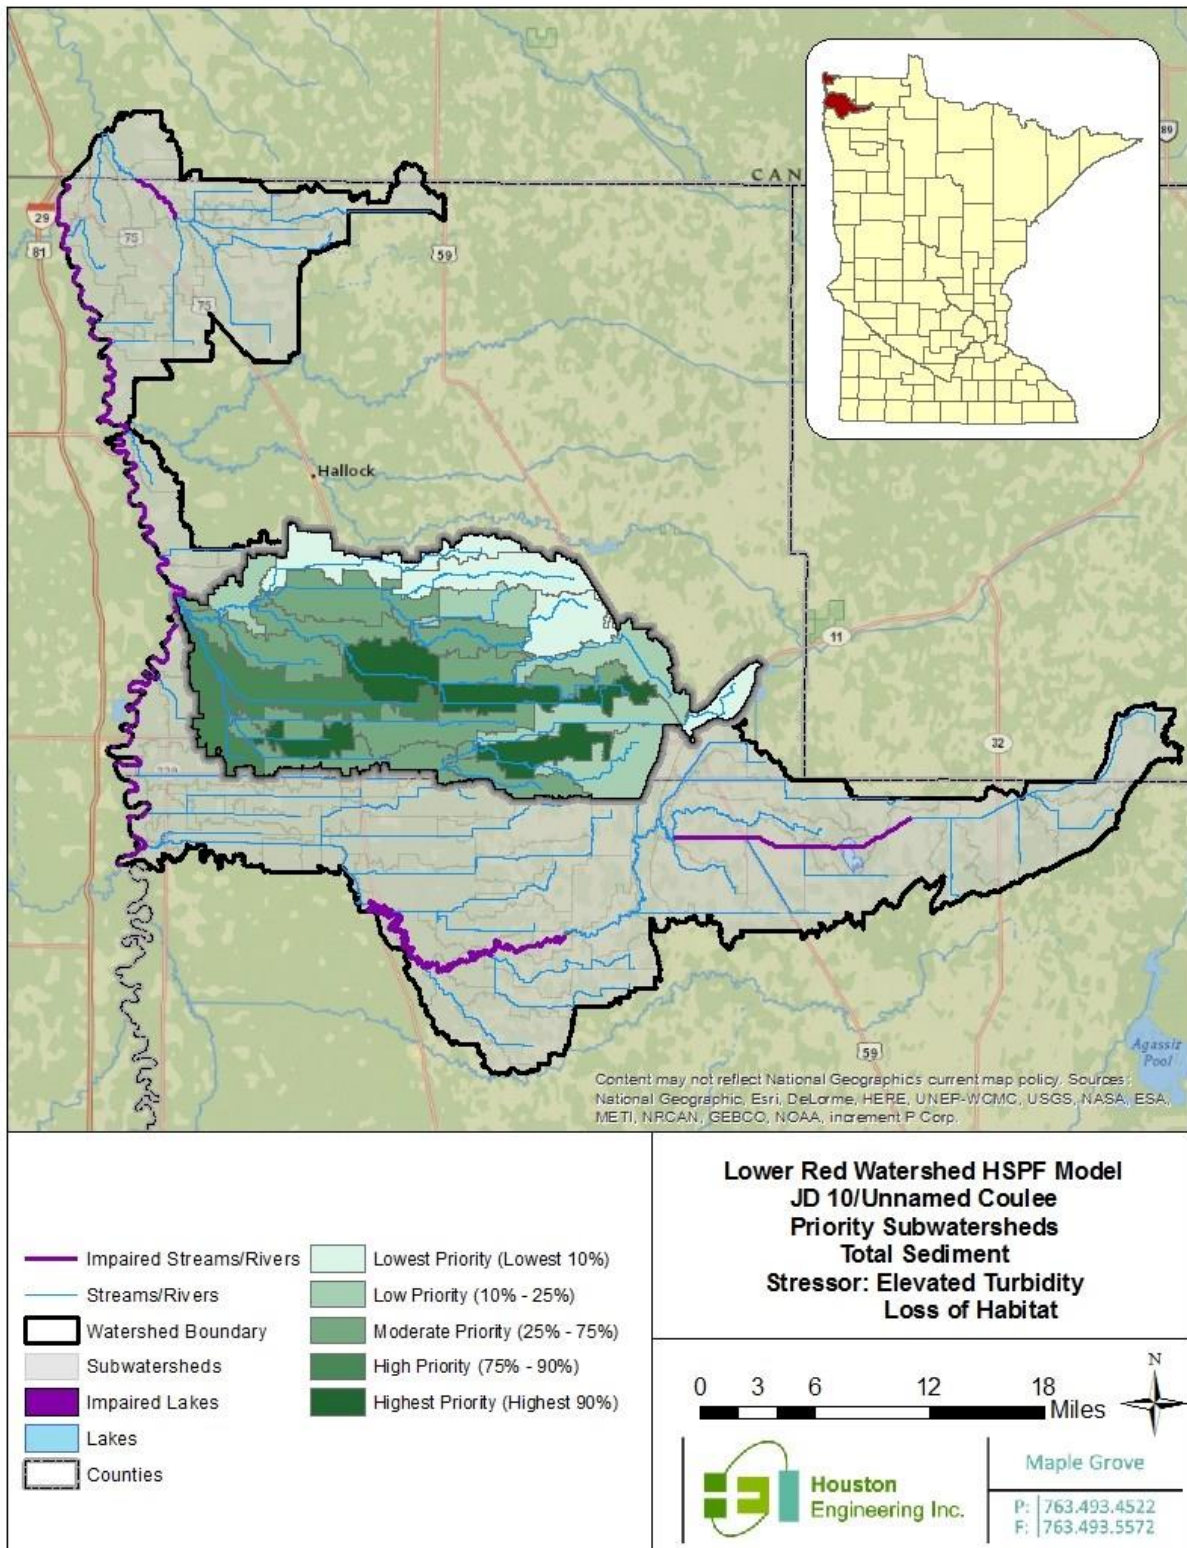 89
CAN
29
81
75
59
75
Hallock
11
32
59
Agassiz
Pool
Content may not reflect National Geographic's current map policy. Sources:
National Geographic, Esri, DeLorme, HERE, UNEP-WCMC, USGS, NASA, ESA,
METI, NRCAN, GEBCO, NOAA, increment P Corp.
Impaired Streams/Rivers
Streams/Rivers
Watershed Boundary
Subwatersheds
Impaired Lakes
Lakes
Counties
Lowest Priority (Lowest 10%)
Low Priority (10% - 25%)
Moderate Priority (25% - 75%)
High Priority (75% - 90%)
Highest Priority (Highest 90%)
Lower Red Watershed HSPF Model
JD 10/Unnamed Coulee
Priority Subwatersheds
Total Sediment
Stressor: Elevated Turbidity
Loss of Habitat
N
0 3 6 12 18
Miles
Houston
Engineering Inc.
Maple Grove
P: 763.493.4522
F: 763.493.5572